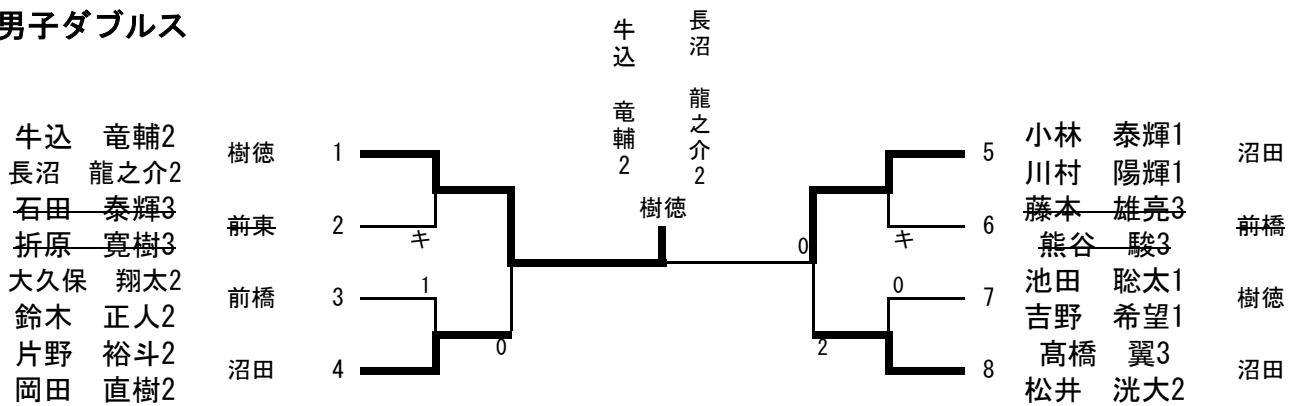 男子ダブルス
牛込 竜輔2
長沼 龍之介2
樹徳
牛込 竜輔2
長沼 龍之介2
樹徳 1
石田 泰輝3
折原 寛樹3
前東 2
キ
大久保 翔太2
鈴木 正人2
前橋 3
1
片野 裕斗2
岡田 直樹2
沼田 4
0
0
5 小林 泰輝1
川村 陽輝1
沼田
6 藤本 雄亮3
熊谷 駿3
前橋
キ
0
7 池田 聡太1
吉野 希望1
樹徳
2
8 髙橋 翼3
松井 洸大2
沼田